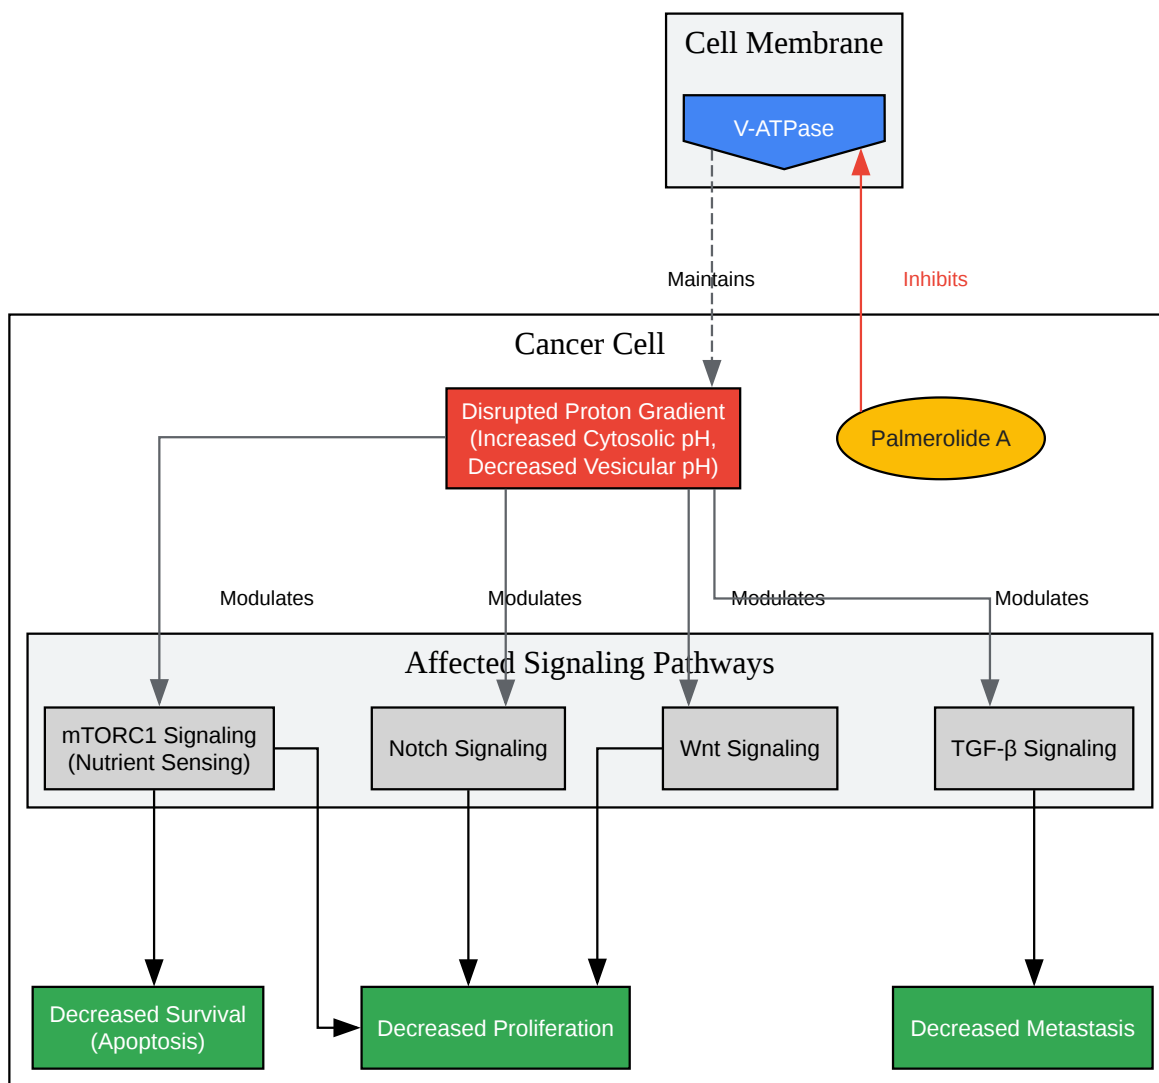 Cell Membrane
V-ATPase
Maintains
Inhibits
Cancer Cell
Disrupted Proton Gradient
(Increased Cytosolic pH,
Decreased Vesicular pH)
Palmerolide A
Modulates
Modulates
Modulates
Modulates
Affected Signaling Pathways
mTORC1 Signaling
(Nutrient Sensing)
Notch Signaling
Wnt Signaling
TGF-β Signaling
Decreased Survival
(Apoptosis)
Decreased Proliferation
Decreased Metastasis